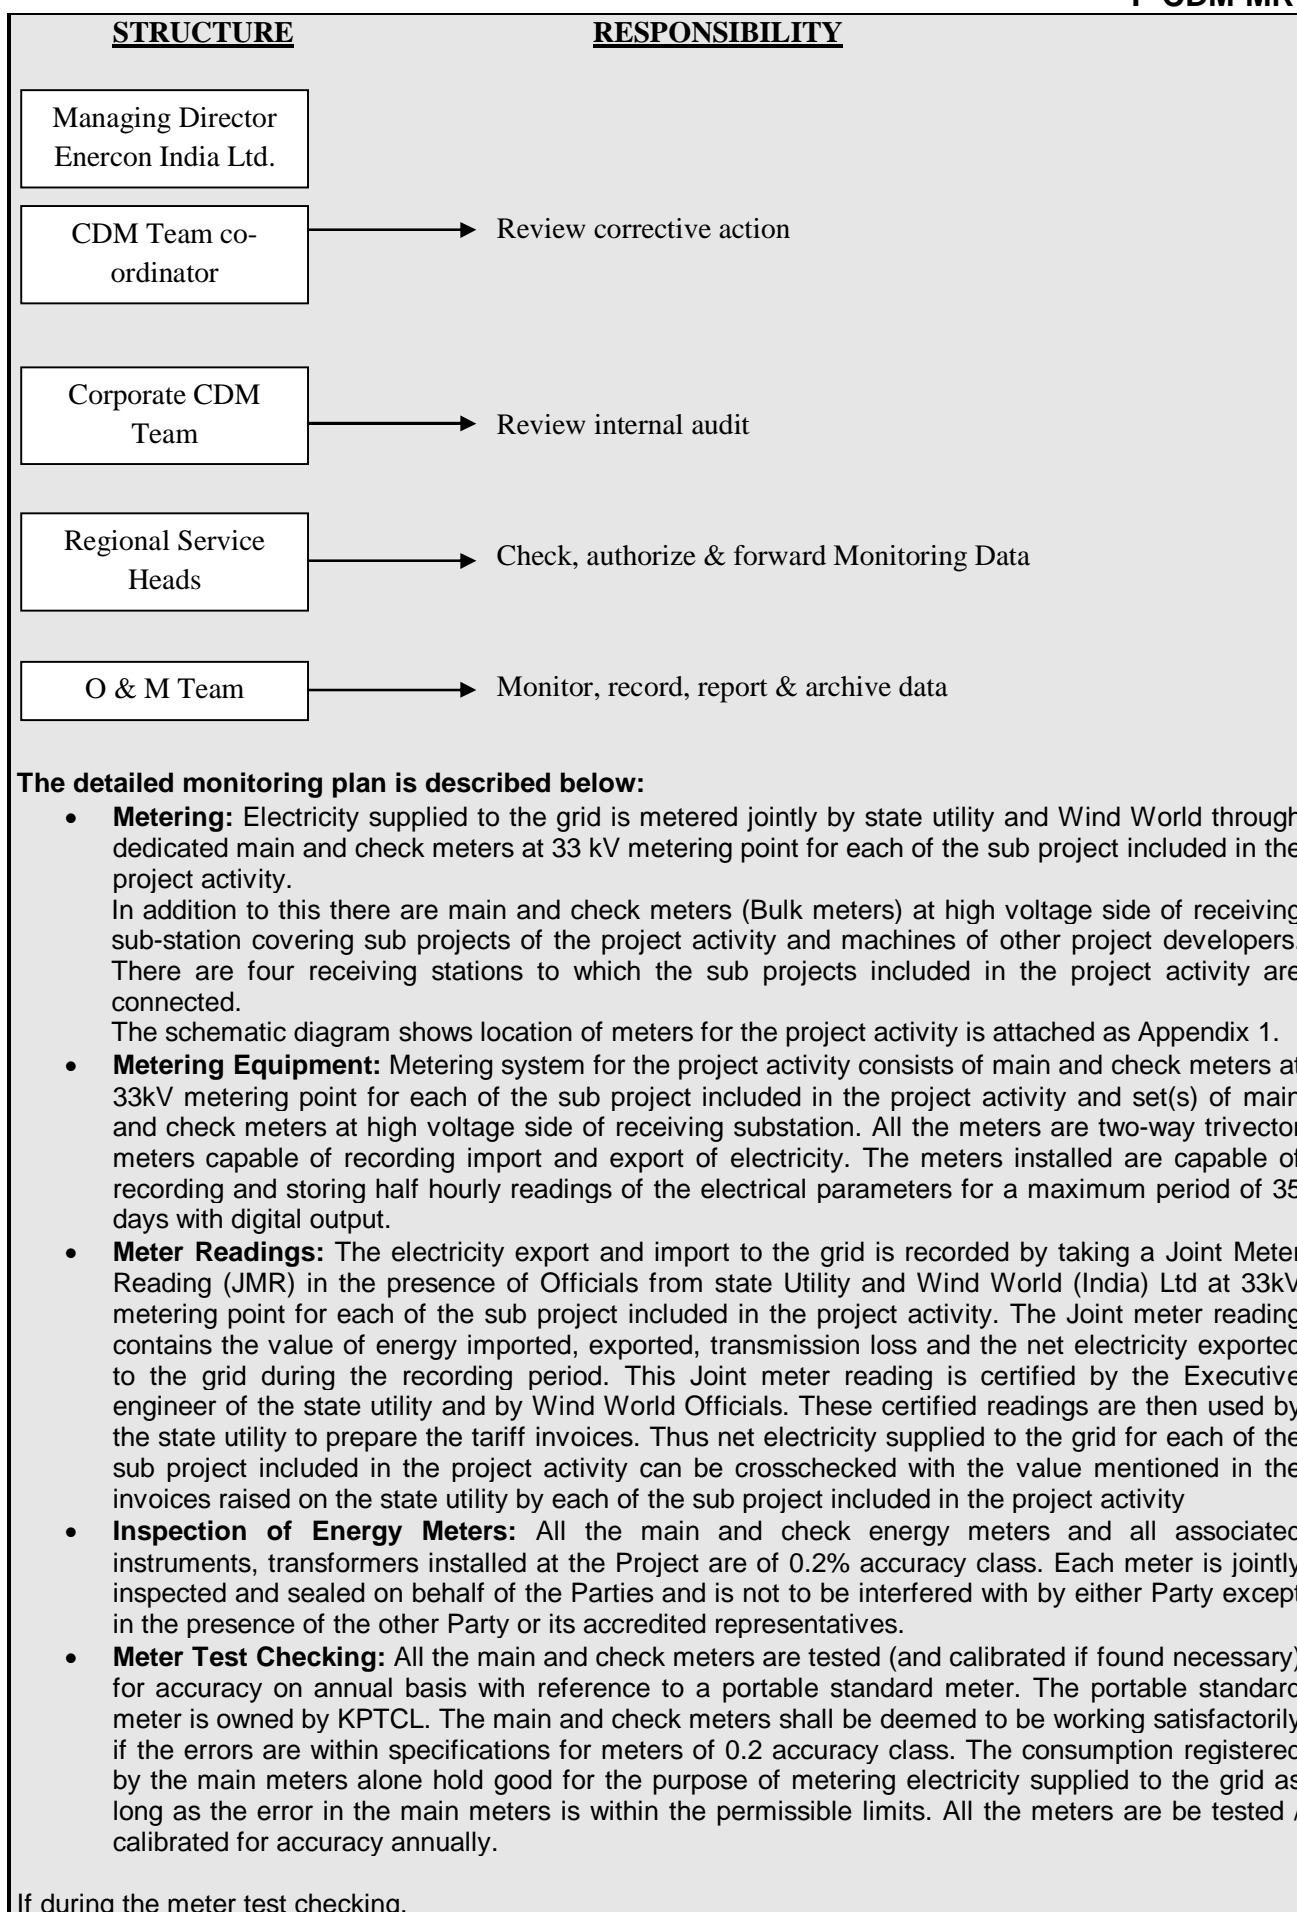 F-CDM-MR
STRUCTURE RESPONSIBILITY
Managing Director
Enercon India Ltd.
CDM Team co-
ordinator
Review corrective action
Corporate CDM
Team
Review internal audit
Regional Service
Heads
Check, authorize & forward Monitoring Data
O & M Team
Monitor, record, report & archive data
The detailed monitoring plan is described below:
• Metering: Electricity supplied to the grid is metered jointly by state utility and Wind World through
dedicated main and check meters at 33 kV metering point for each of the sub project included in the
project activity.
In addition to this there are main and check meters (Bulk meters) at high voltage side of receiving
sub-station covering sub projects of the project activity and machines of other project developers.
There are four receiving stations to which the sub projects included in the project activity are
connected.
The schematic diagram shows location of meters for the project activity is attached as Appendix 1.
• Metering Equipment: Metering system for the project activity consists of main and check meters at
33kV metering point for each of the sub project included in the project activity and set(s) of main
and check meters at high voltage side of receiving substation. All the meters are two-way trivector
meters capable of recording import and export of electricity. The meters installed are capable of
recording and storing half hourly readings of the electrical parameters for a maximum period of 35
days with digital output.
• Meter Readings: The electricity export and import to the grid is recorded by taking a Joint Meter
Reading (JMR) in the presence of Officials from state Utility and Wind World (India) Ltd at 33kV
metering point for each of the sub project included in the project activity. The Joint meter reading
contains the value of energy imported, exported, transmission loss and the net electricity exported
to the grid during the recording period. This Joint meter reading is certified by the Executive
engineer of the state utility and by Wind World Officials. These certified readings are then used by
the state utility to prepare the tariff invoices. Thus net electricity supplied to the grid for each of the
sub project included in the project activity can be crosschecked with the value mentioned in the
invoices raised on the state utility by each of the sub project included in the project activity
• Inspection of Energy Meters: All the main and check energy meters and all associated
instruments, transformers installed at the Project are of 0.2% accuracy class. Each meter is jointly
inspected and sealed on behalf of the Parties and is not to be interfered with by either Party except
in the presence of the other Party or its accredited representatives.
• Meter Test Checking: All the main and check meters are tested (and calibrated if found necessary)
for accuracy on annual basis with reference to a portable standard meter. The portable standard
meter is owned by KPTCL. The main and check meters shall be deemed to be working satisfactorily
if the errors are within specifications for meters of 0.2 accuracy class. The consumption registered
by the main meters alone hold good for the purpose of metering electricity supplied to the grid as
long as the error in the main meters is within the permissible limits. All the meters are be tested /
calibrated for accuracy annually.
If during the meter test checking,